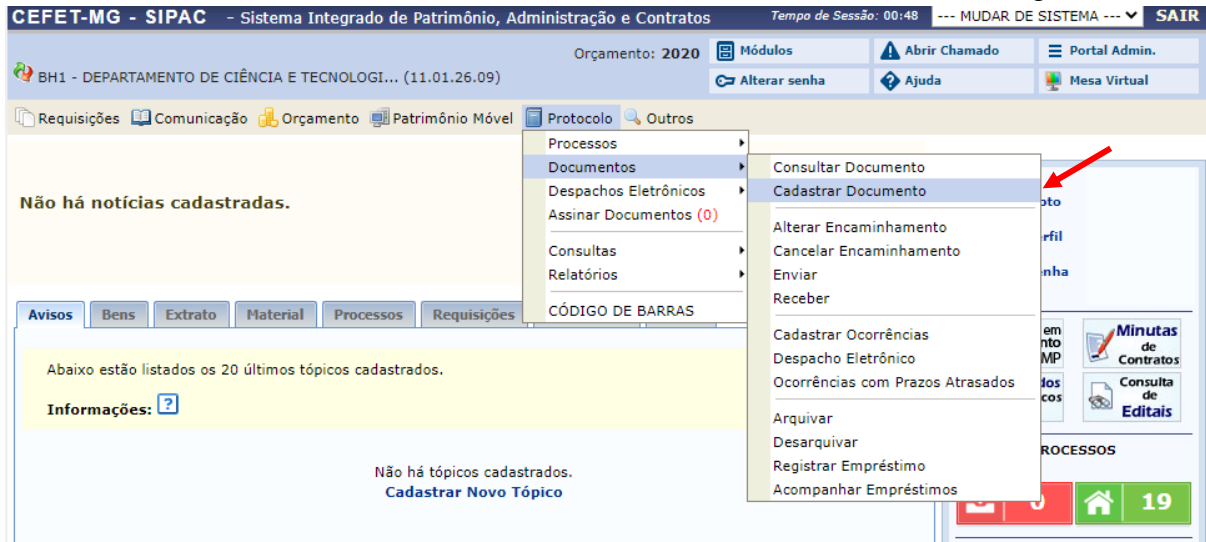 CEFET-MG - SIPAC - Sistema Integrado de Patrimônio, Administração e Contratos Tempo de Sessão: 00:48 --- MUDAR DE SISTEMA --- SAIR
Orçamento: 2020 Módulos Abrir Chamado Portal Admin.
BH1 - DEPARTAMENTO DE CIÊNCIA E TECNOLOGI... (11.01.26.09) Alterar senha Ajuda Mesa Virtual
Requisições Comunicação Orçamento Patrimônio Móvel Protocolo Outros
Processos
Documentos
Despachos Eletrônicos
Assinar Documentos (0)
Consultas
Relatórios
CÓDIGO DE BARRAS
Consultar Documento
Cadastrar Documento
Alterar Encaminhamento
Cancelar Encaminhamento
Enviar
Receber
Cadastrar Ocorrências
Despacho Eletrônico
Ocorrências com Prazos Atrasados
Arquivar
Desarquivar
Registrar Empréstimo
Acompanhar Empréstimos
Não há notícias cadastradas.
Avisos Bens Extrato Material Processos Requisições
Abaixo estão listados os 20 últimos tópicos cadastrados.
Informações: ?
Não há tópicos cadastrados.
Cadastrar Novo Tópico
Minutas
de
Contratos
Consulta
de
Editais
19